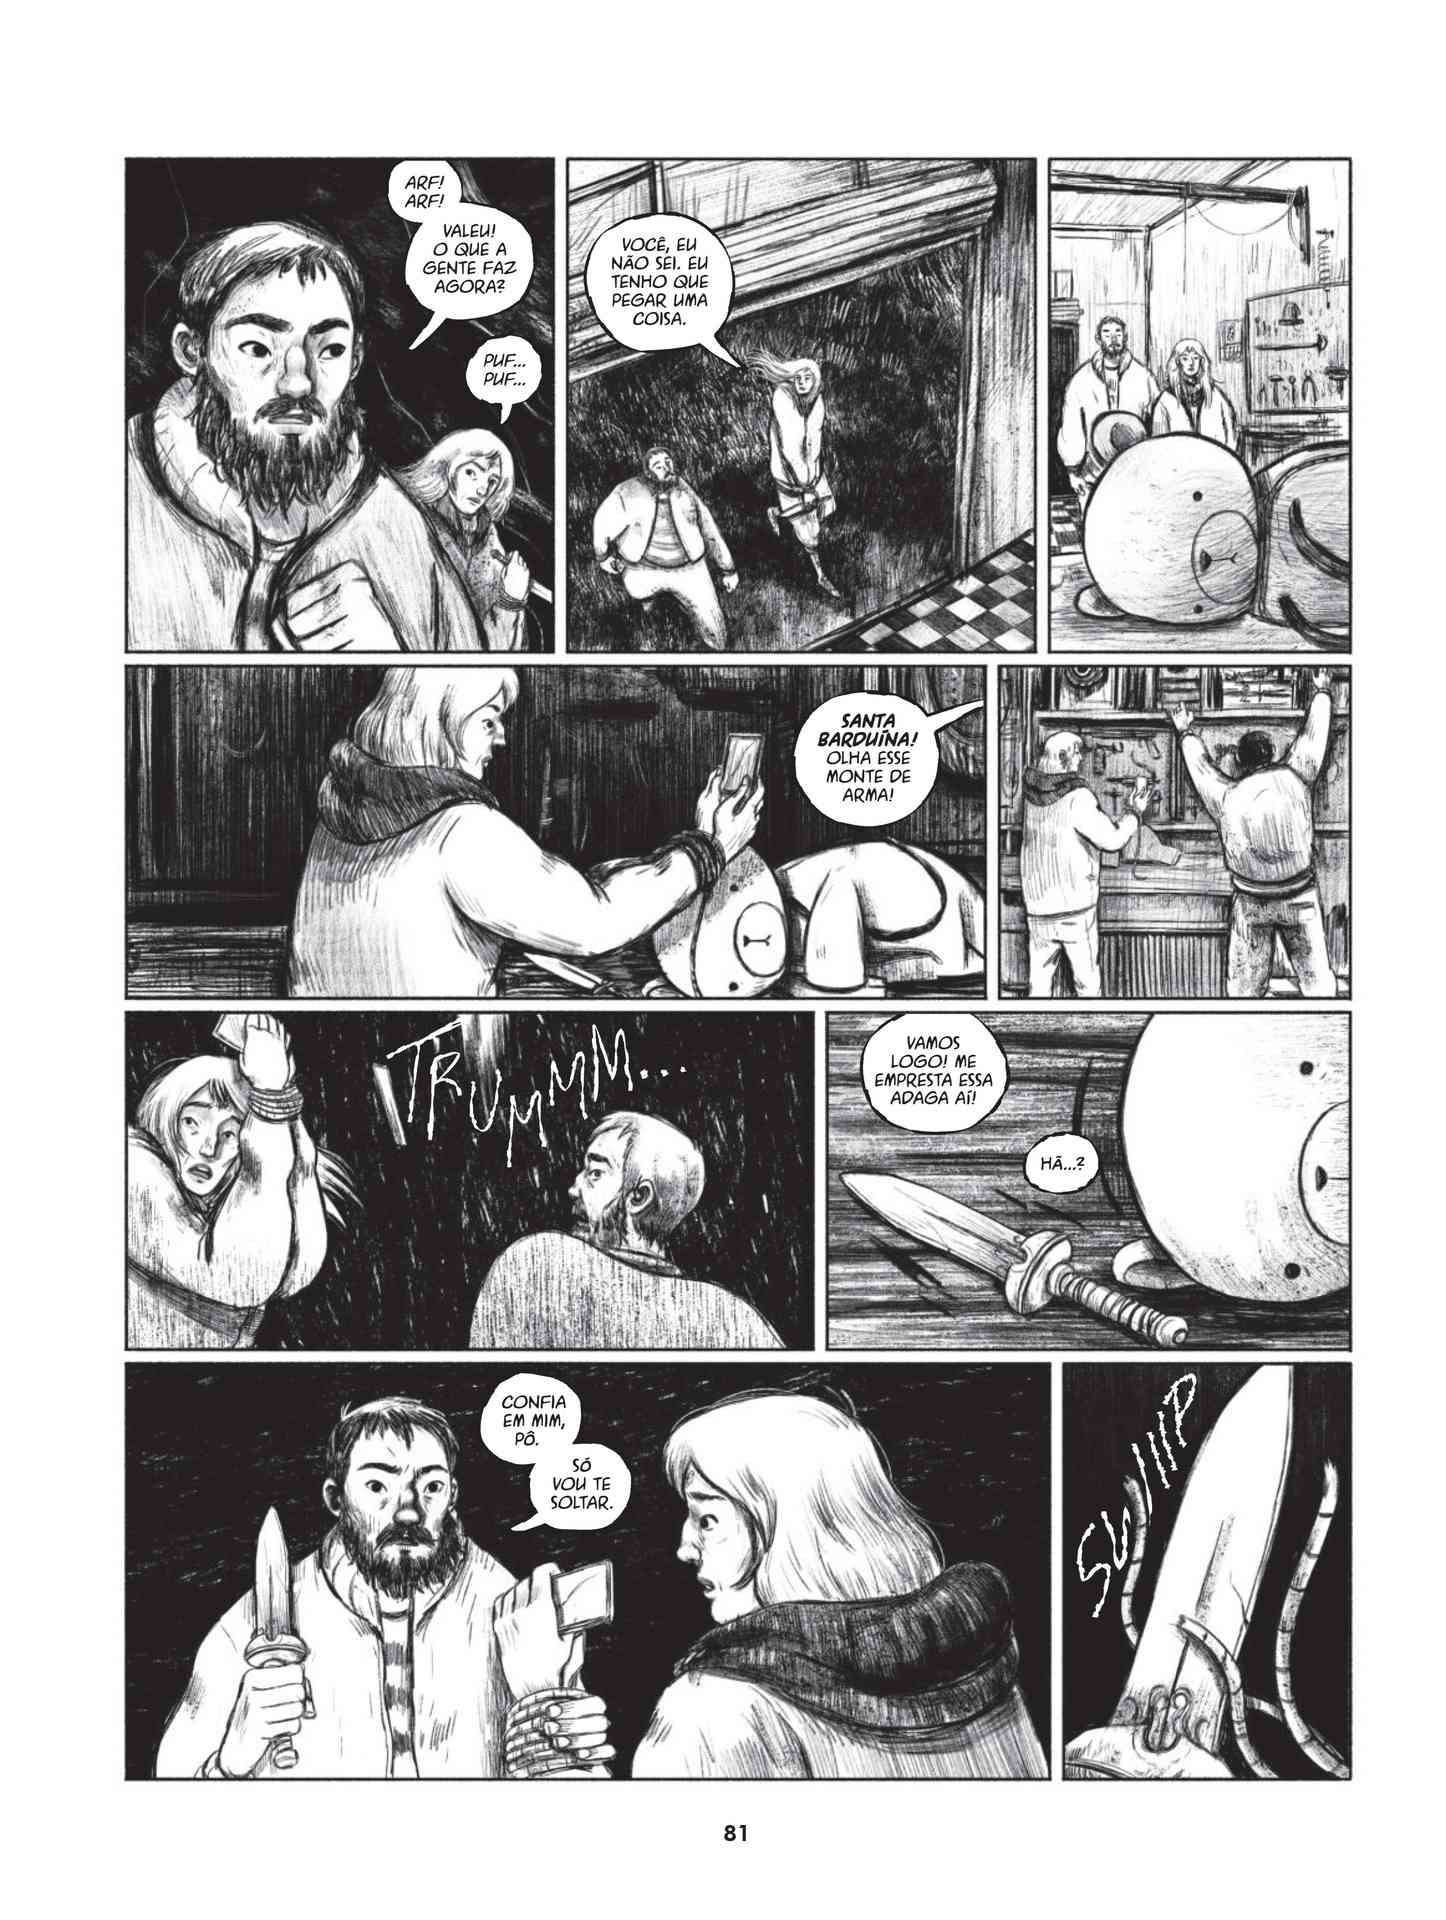 ARF!
ARF!
VALEU!
O QUE A
GENTE FAZ
AGORA?
PUF...
PUF...
VOCÊ, EU
NÃO SEI. EU
TENHO QUE
PEGAR UMA
COISA.
SANTA
BARDUÍNA!
OLHA ESSE
MONTE DE
ARMA!
TRUMMM...
VAMOS
LOGO! ME
EMPRESTA ESSA
ADAGA AÍ!
HÃ...?
CONFIA
EM MIM,
PÔ.
SÓ
VOU TE
SOLTAR.
SUIIIP
81